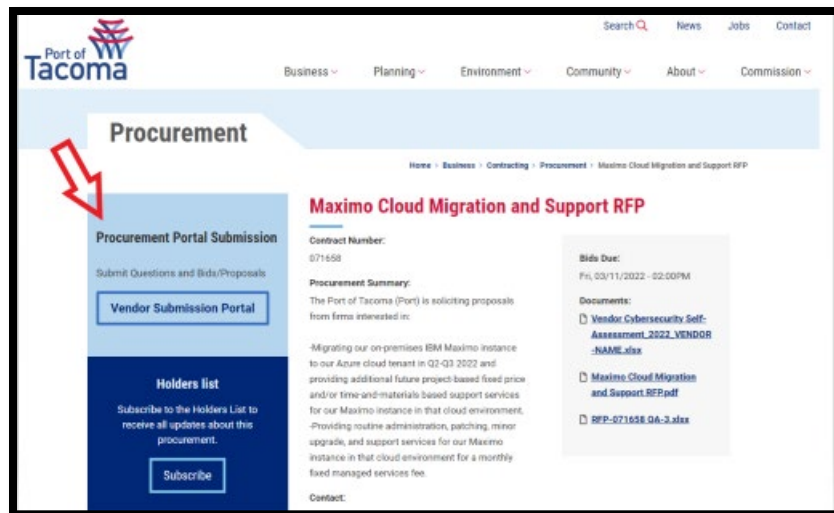 Port of
Tacoma
Search News Jobs Contact
Business Planning Environment Community About Commission
Procurement
Home > Business > Contracting > Procurement > Maximo Cloud Migration and Support RFP
Procurement Portal Submission
Submit Questions and Bids/Proposals
Vendor Submission Portal
Holders list
Subscribe to the Holders List to
receive all updates about this
procurement.
Subscribe
Maximo Cloud Migration and Support RFP
Contract Number:
071658
Procurement Summary:
The Port of Tacoma (Port) is soliciting proposals
from firms interested in:
-Migrating our on-premises IBM Maximo instance
to our Azure cloud tenant in Q2-Q3 2022 and
providing additional future project-based fixed price
and/or time-and-materials based support services
for our Maximo instance in that cloud environment.
-Providing routine administration, patching, minor
upgrade, and support services for our Maximo
instance in that cloud environment for a monthly
fixed managed services fee.
Contact:
Bids Due:
Fri, 03/11/2022 - 02:00PM
Documents:
Vendor Cybersecurity Self-
Assessment_2022_VENDOR
-NAME.xlsx
Maximo Cloud Migration
and Support RFP.pdf
RFP-071658 QA-3.xlsx